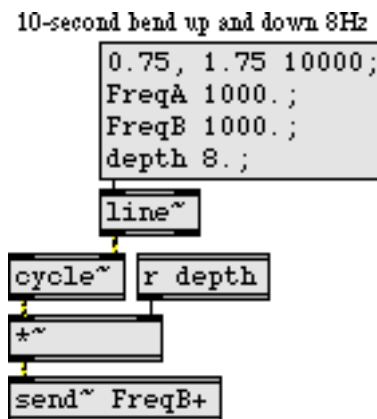 10-second bend up and down 8Hz
0.75, 1.75 10000;
FreqA 1000.;
FreqB 1000.;
depth 8.;
line~
cycle~ r depth
*~
send~ FreqB+